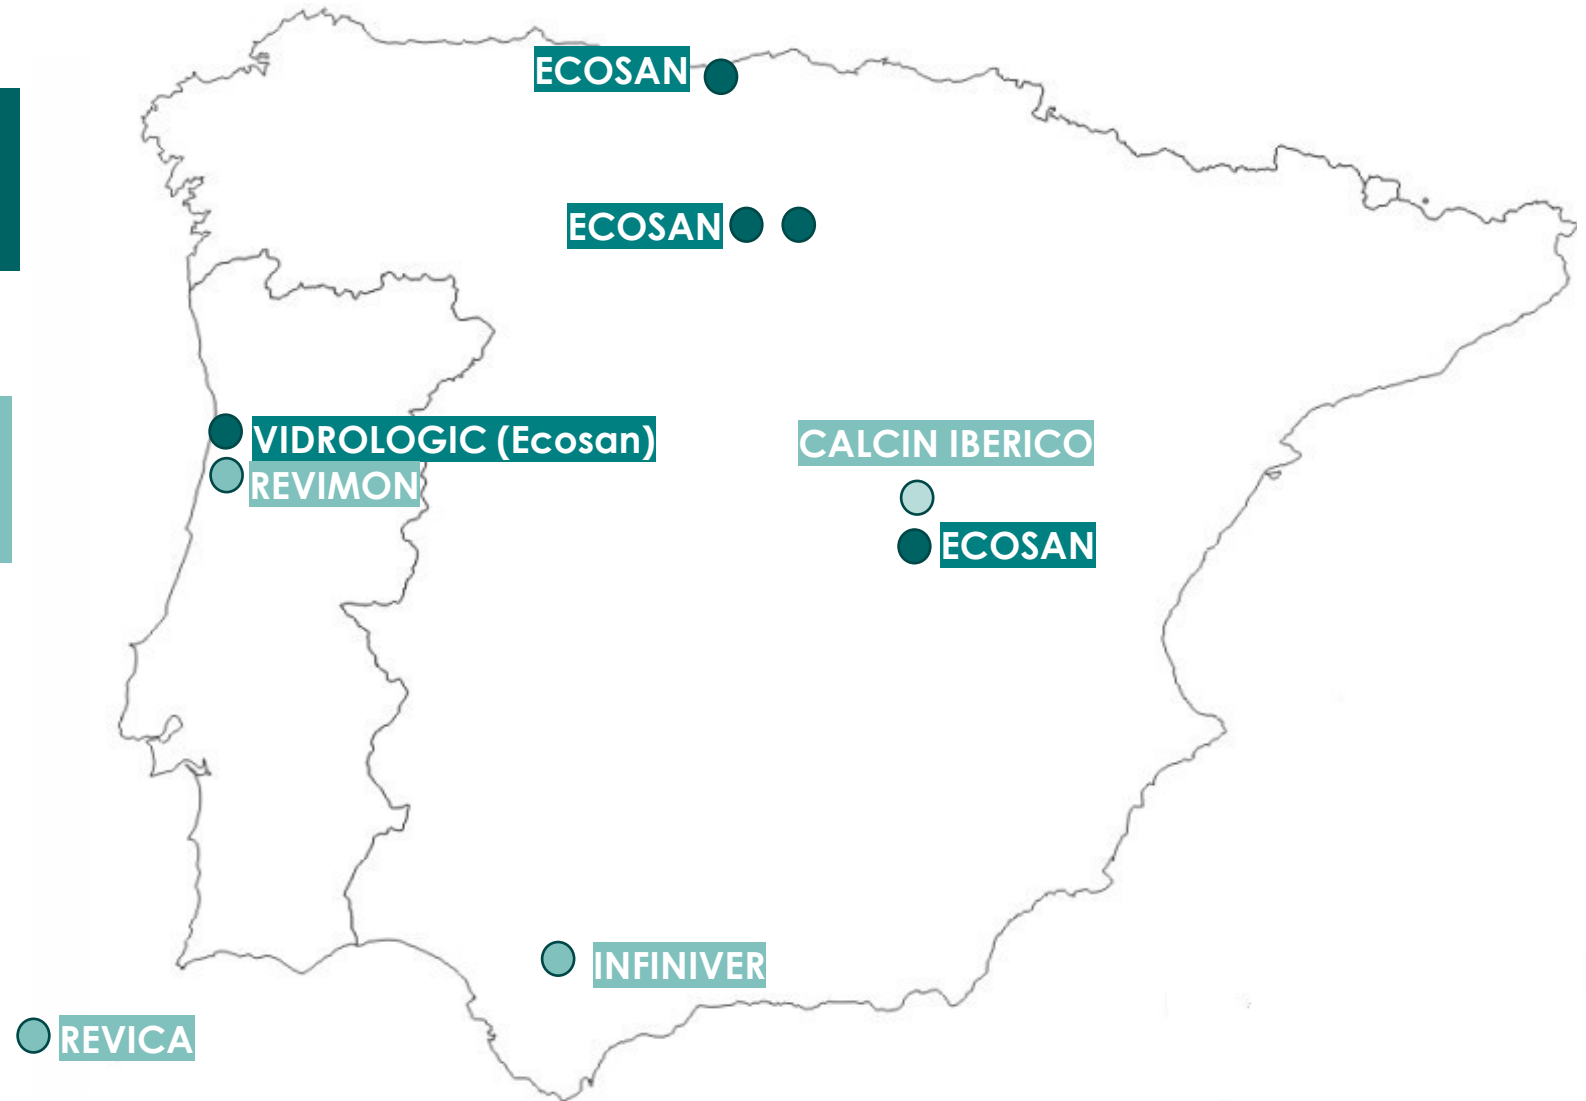 ECOSAN
ECOSAN
VIDROLOGIC (Ecosan)
REVIMON
CALCIN IBERICO
ECOSAN
INFINIVER
REVICA